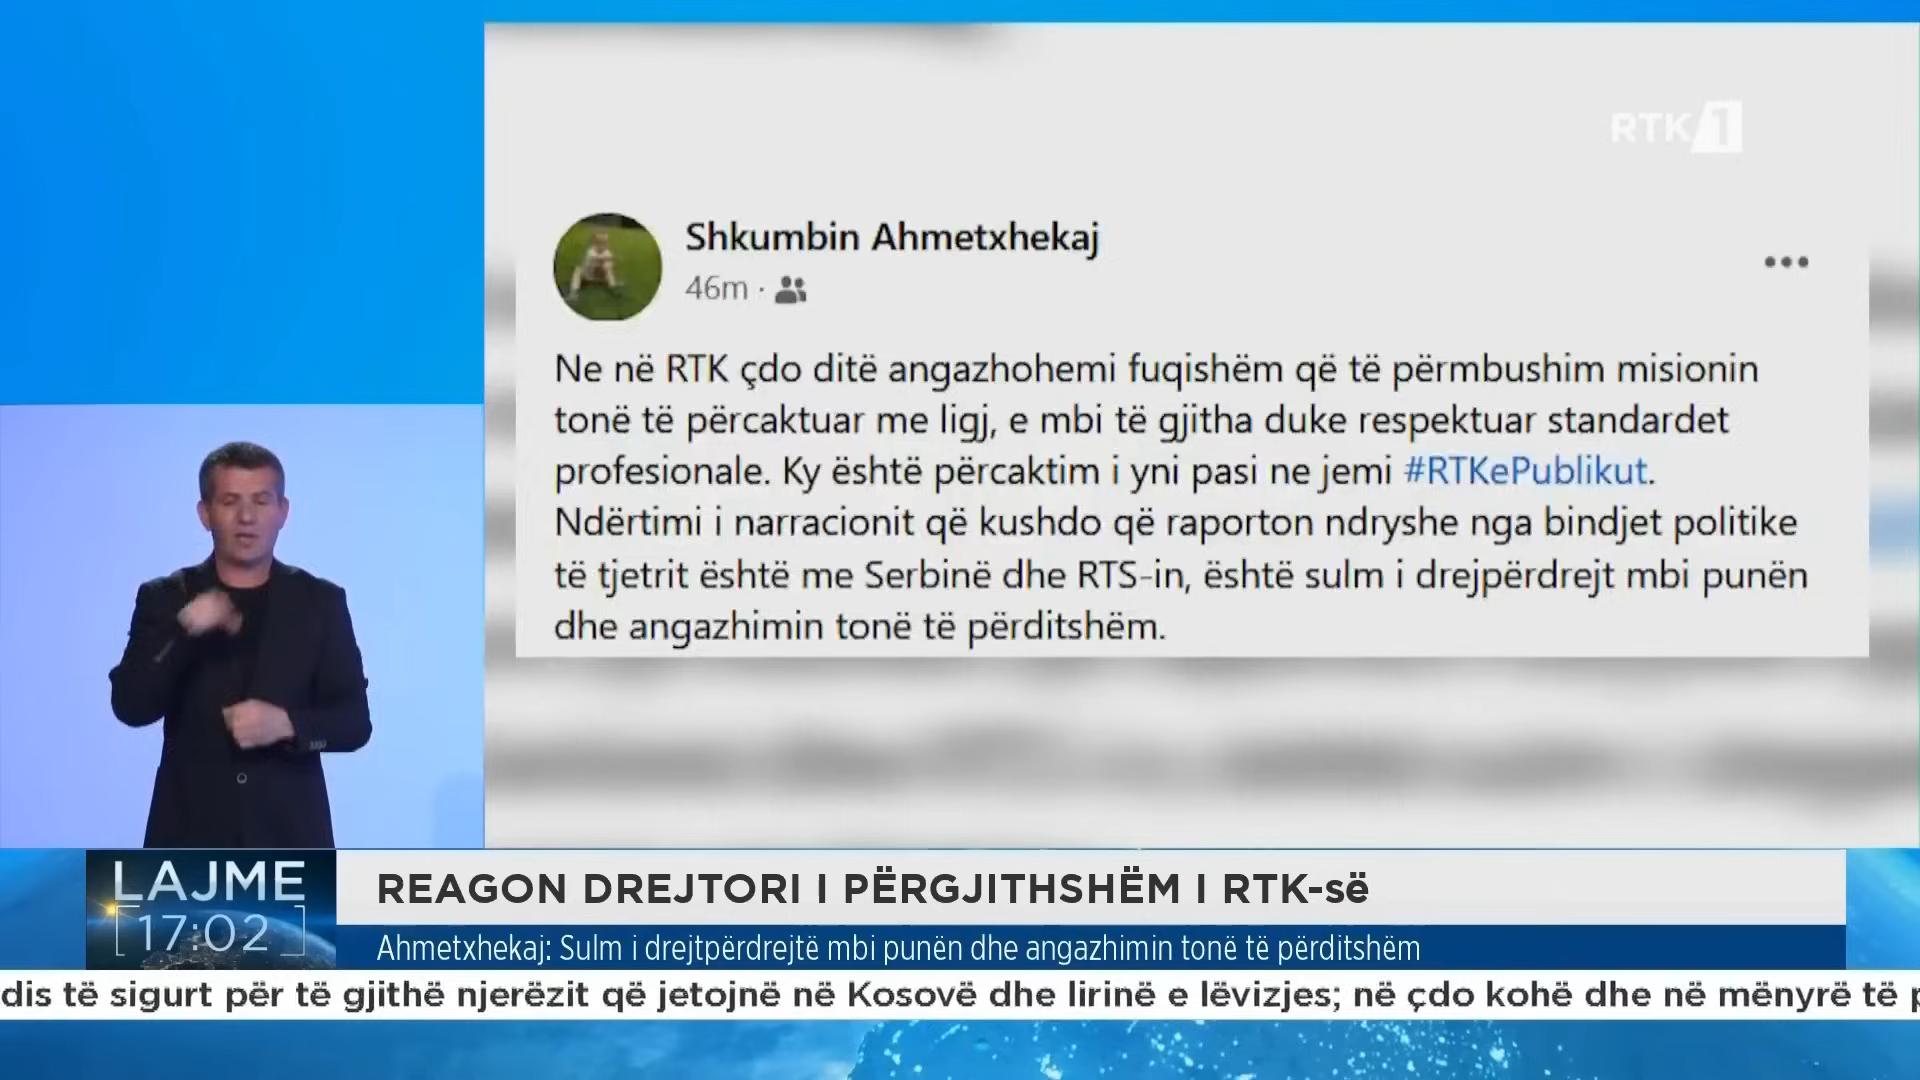 RTK 1
Shkumbin Ahmetxhekaj
46m ·
Ne në RTK çdo ditë angazhohemi fuqishëm që të përmbushim misionin
tonë të përcaktuar me ligj, e mbi të gjitha duke respektuar standardet
profesionale. Ky është përcaktim i yni pasi ne jemi #RTKePublikut.
Ndërtimi i narracionit që kushdo që raporton ndryshe nga bindjet politike
të tjetrit është me Serbinë dhe RTS-in, është sulm i drejpërdrejt mbi punën
dhe angazhimin tonë të përditshëm.
LAJME
17:02
REAGON DREJTORI I PËRGJITHSHËM I RTK-së
Ahmetxhekaj: Sulm i drejtpërdrejtë mbi punën dhe angazhimin tonë të përditshëm
dis të sigurt për të gjithë njerëzit që jetojnë në Kosovë dhe lirinë e lëvizjes; në çdo kohë dhe në mënyrë të